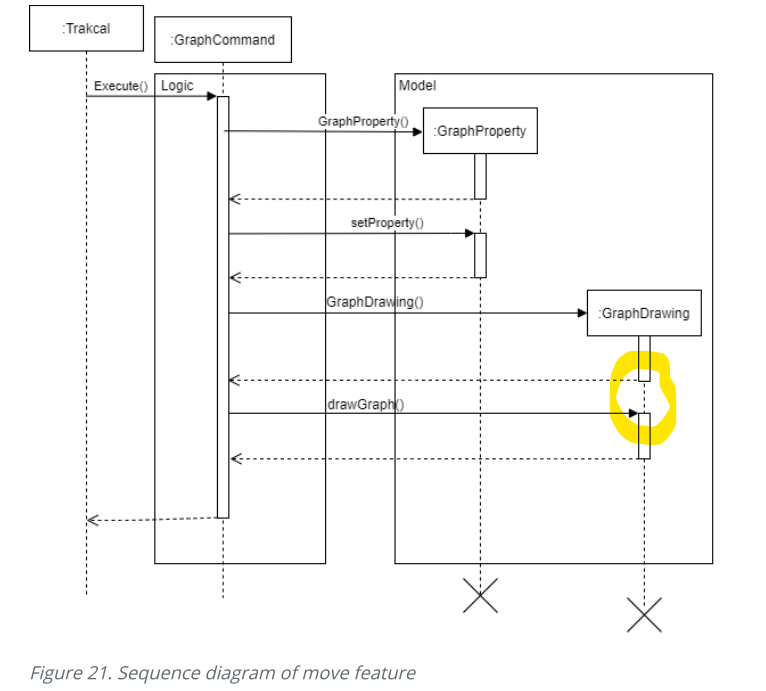 :Trakcal
:GraphCommand
Execute()
Logic
Model
GraphProperty()
:GraphProperty
setProperty()
GraphDrawing()
:GraphDrawing
drawGraph()
Figure 21. Sequence diagram of move feature